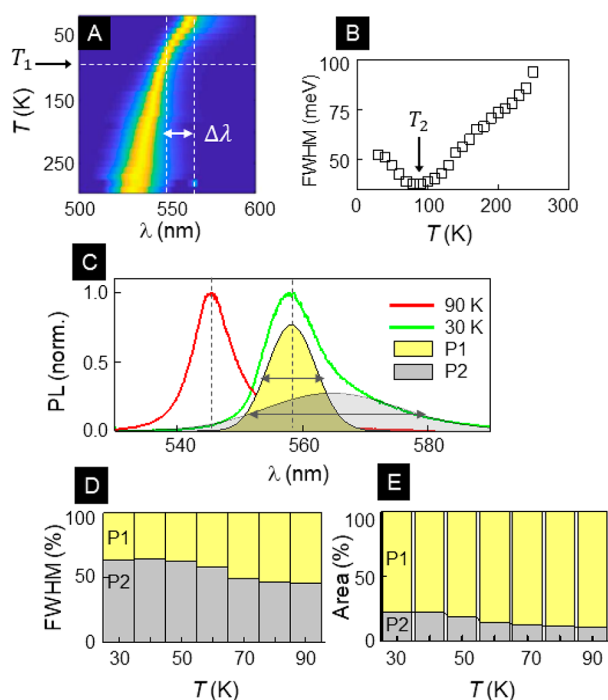 A
50
T₁
150
250
T (K)
Δλ
500 550 600
λ (nm)
B
100
75
50
FWHM (meV)
T₂
0 100 200 300
T (K)
C
1.0
0.5
0.0
PL (norm.)
90 K
30 K
P1
P2
540 560 580
λ (nm)
D
100
50
0
FWHM (%)
P1
P2
30 50 70 90
T (K)
E
100
50
0
Area (%)
P1
P2
30 50 70 90
T (K)